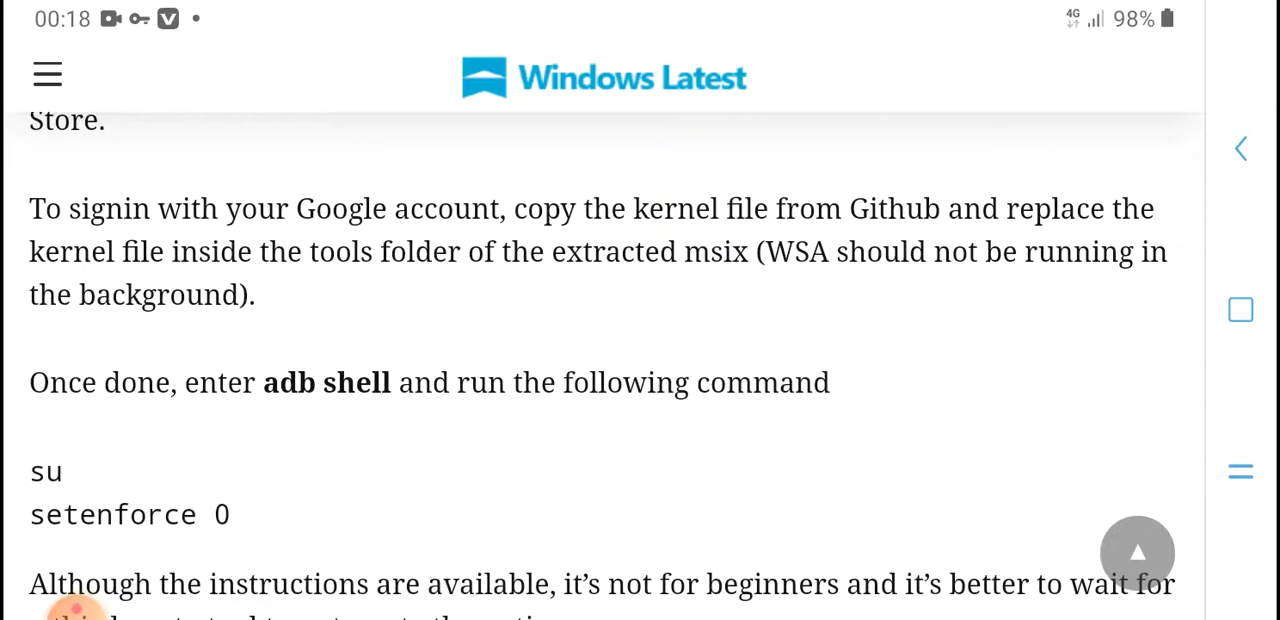 00:18 V 4G 98%
Windows Latest
Store.
To signin with your Google account, copy the kernel file from Github and replace the
kernel file inside the tools folder of the extracted msix (WSA should not be running in
the background).
Once done, enter adb shell and run the following command
su
setenforce 0
Although the instructions are available, it’s not for beginners and it’s better to wait for